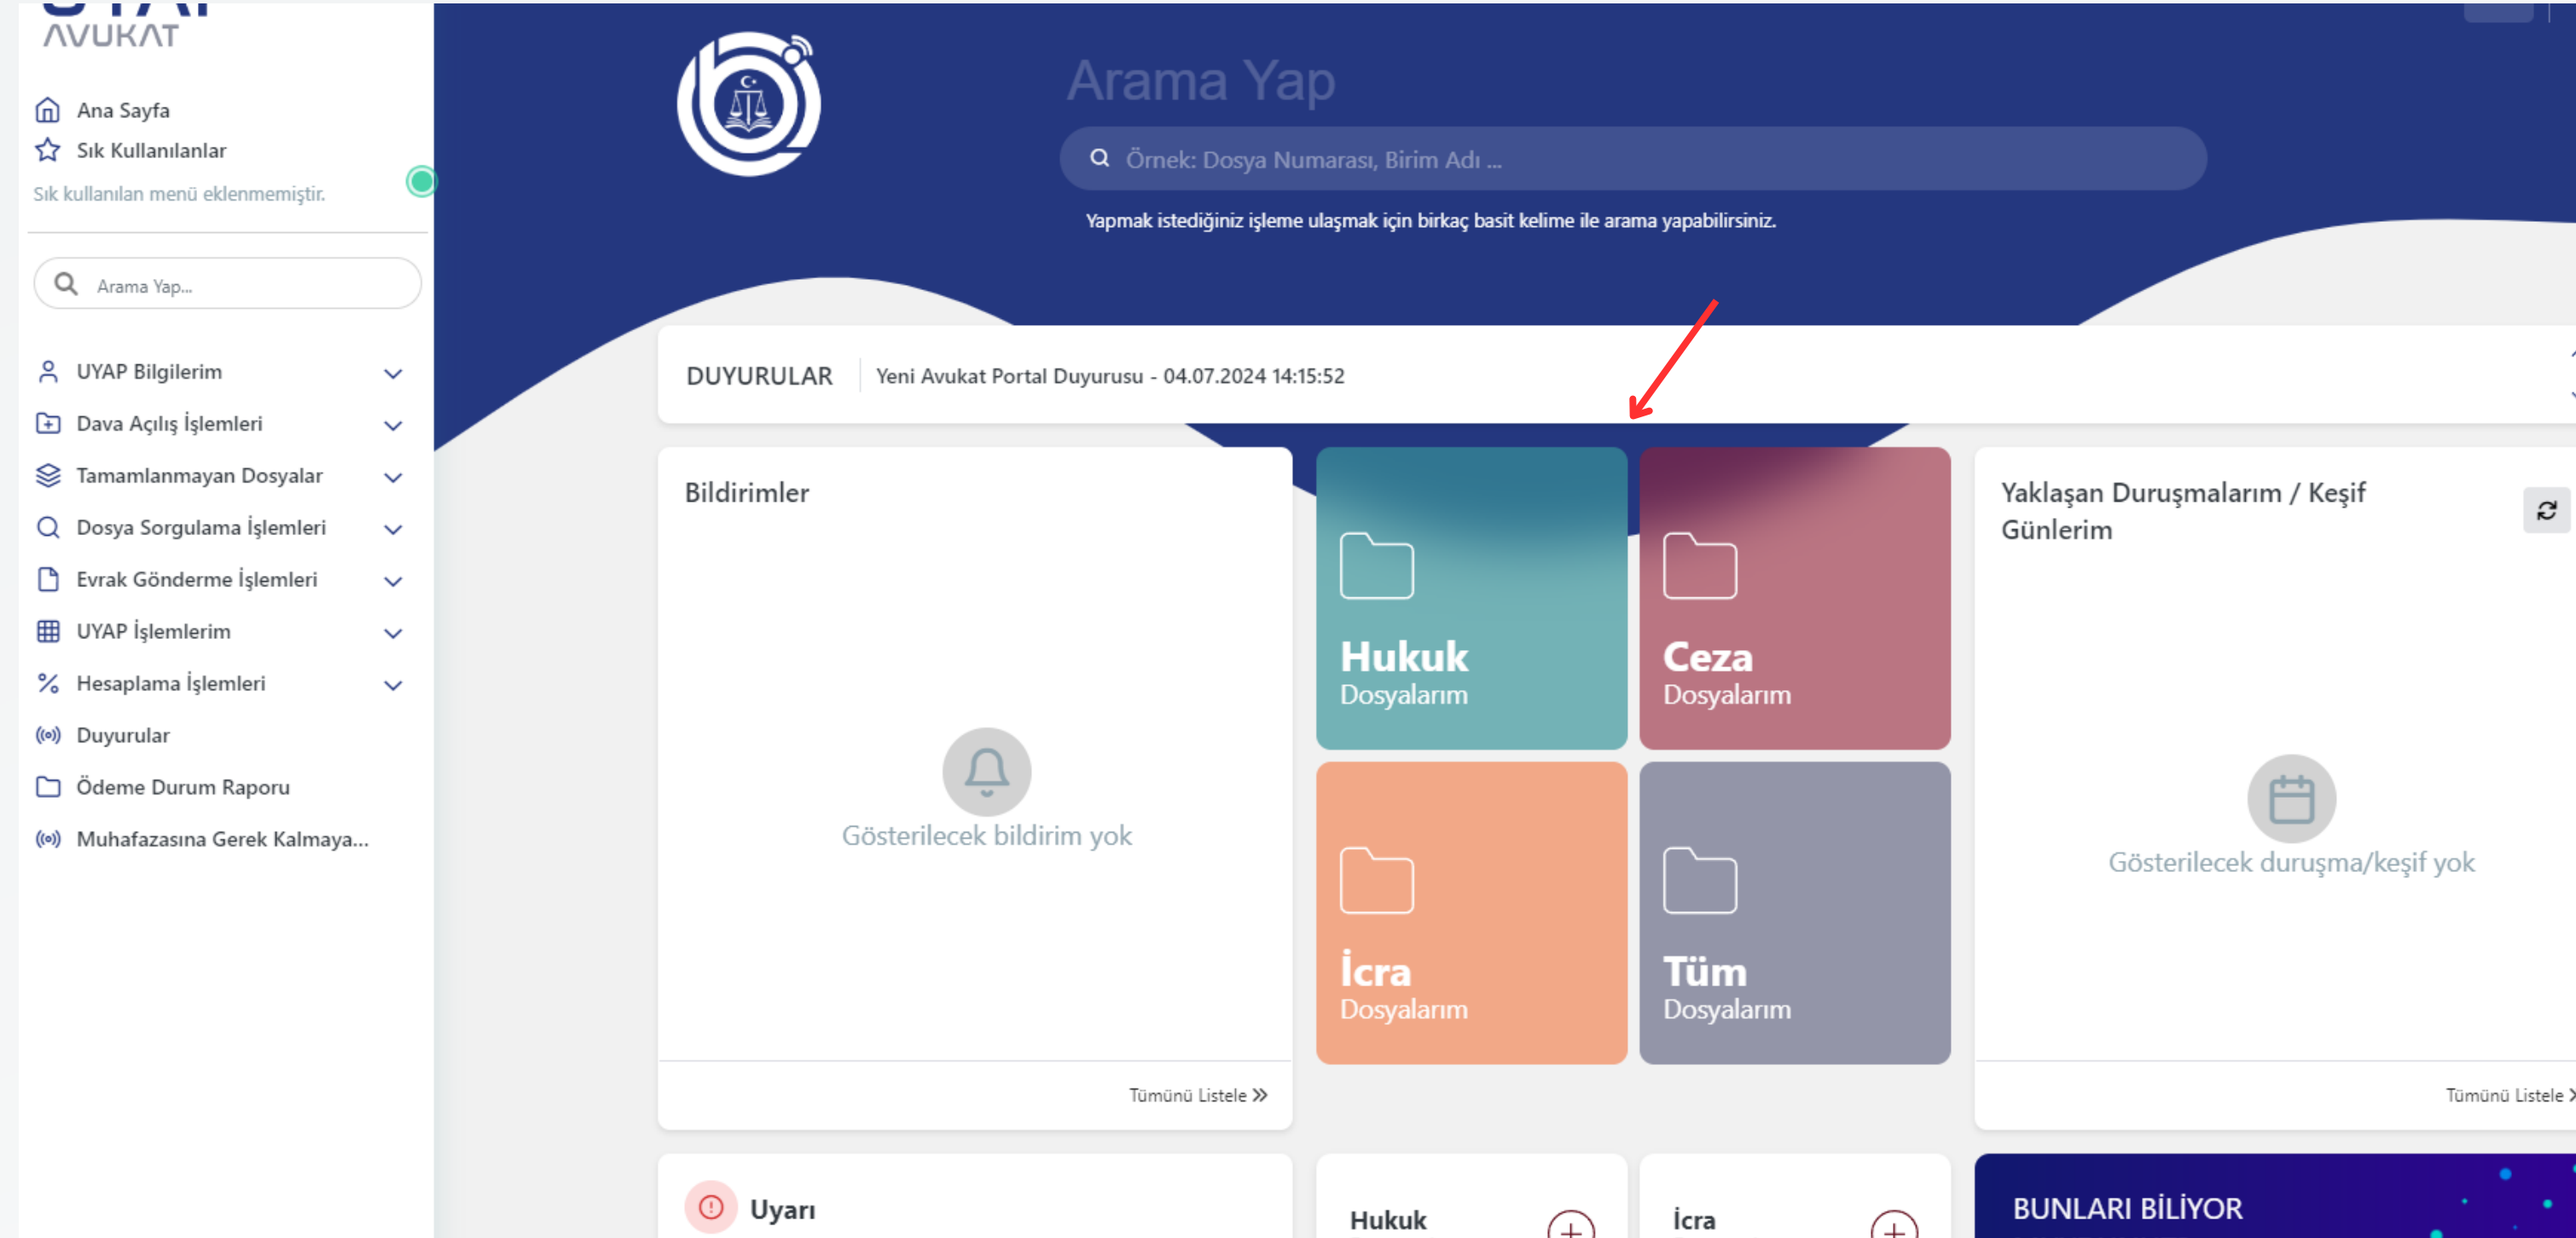 AVUKAT
Ana Sayfa
Sık Kullanılanlar
Sık kullanılan menü eklenmemiştir.
Arama Yap...
UYAP Bilgilerim
Dava Açılış İşlemleri
Tamamlanmayan Dosyalar
Dosya Sorgulama İşlemleri
Evrak Gönderme İşlemleri
UYAP İşlemlerim
Hesaplama İşlemleri
Duyurular
Ödeme Durum Raporu
Muhafazasına Gerek Kalmaya...
Arama Yap
Örnek: Dosya Numarası, Birim Adı ...
Yapmak istediğiniz işleme ulaşmak için birkaç basit kelime ile arama yapabilirsiniz.
DUYURULAR
Yeni Avukat Portal Duyurusu - 04.07.2024 14:15:52
Bildirimler
Gösterilecek bildirim yok
Tümünü Listele
Hukuk
Dosyalarım
Ceza
Dosyalarım
İcra
Dosyalarım
Tüm
Dosyalarım
Yaklaşan Duruşmalarım / Keşif
Günlerim
Gösterilecek duruşma/keşif yok
Tümünü Listele
Uyarı
Hukuk
İcra
BUNLARI BİLİYOR